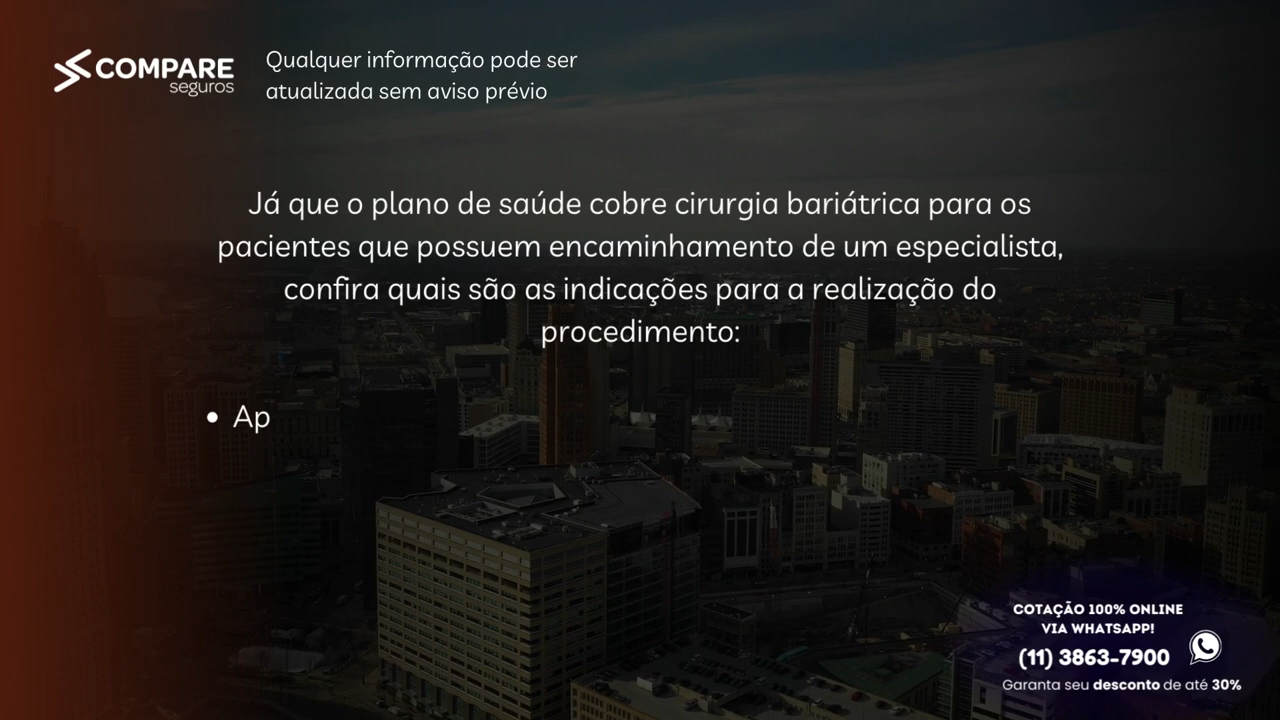 COMPARE
seguros
Qualquer informação pode ser
atualizada sem aviso prévio
Já que o plano de saúde cobre cirurgia bariátrica para os
pacientes que possuem encaminhamento de um especialista,
confira quais são as indicações para a realização do
procedimento:
• Ap
COTAÇÃO 100% ONLINE
VIA WHATSAPP!
(11) 3863-7900
Garanta seu desconto de até 30%